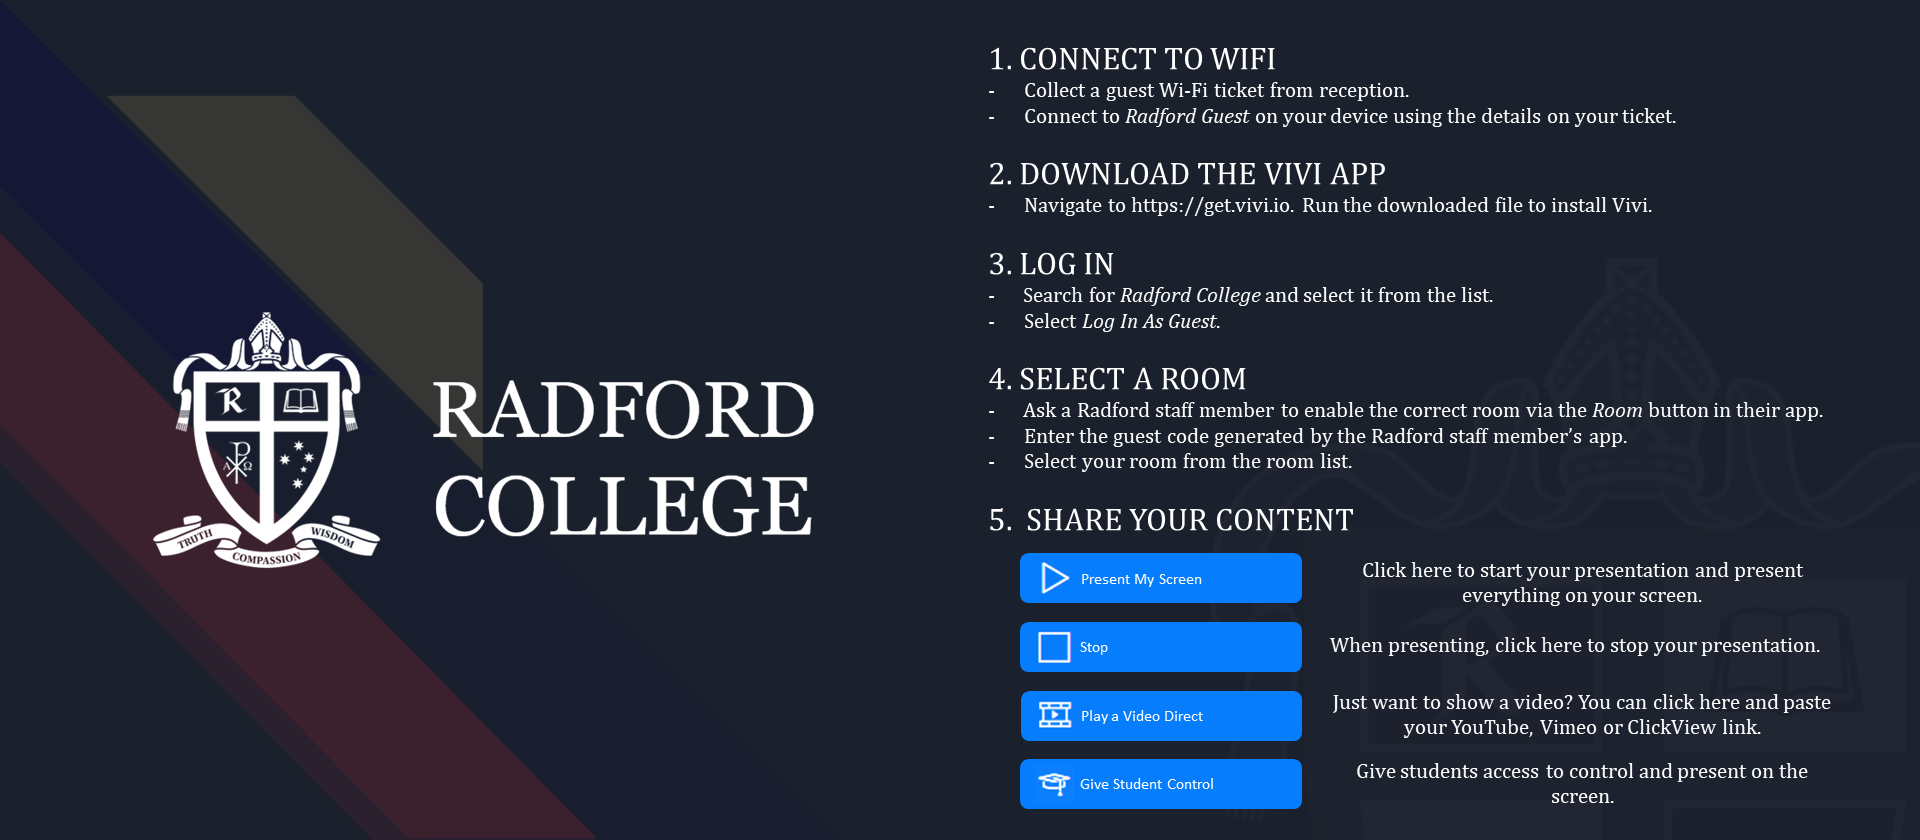 R
Α Ω
TRUTH
COMPASSION
WISDOM
RADFORD
COLLEGE
1. CONNECT TO WIFI
- Collect a guest Wi-Fi ticket from reception.
- Connect to Radford Guest on your device using the details on your ticket.
2. DOWNLOAD THE VIVI APP
- Navigate to https://get.vivi.io. Run the downloaded file to install Vivi.
3. LOG IN
- Search for Radford College and select it from the list.
- Select Log In As Guest.
4. SELECT A ROOM
- Ask a Radford staff member to enable the correct room via the Room button in their app.
- Enter the guest code generated by the Radford staff member’s app.
- Select your room from the room list.
5. SHARE YOUR CONTENT
Present My Screen
Click here to start your presentation and present
everything on your screen.
Stop
When presenting, click here to stop your presentation.
Play a Video Direct
Just want to show a video? You can click here and paste
your YouTube, Vimeo or ClickView link.
Give Student Control
Give students access to control and present on the
screen.